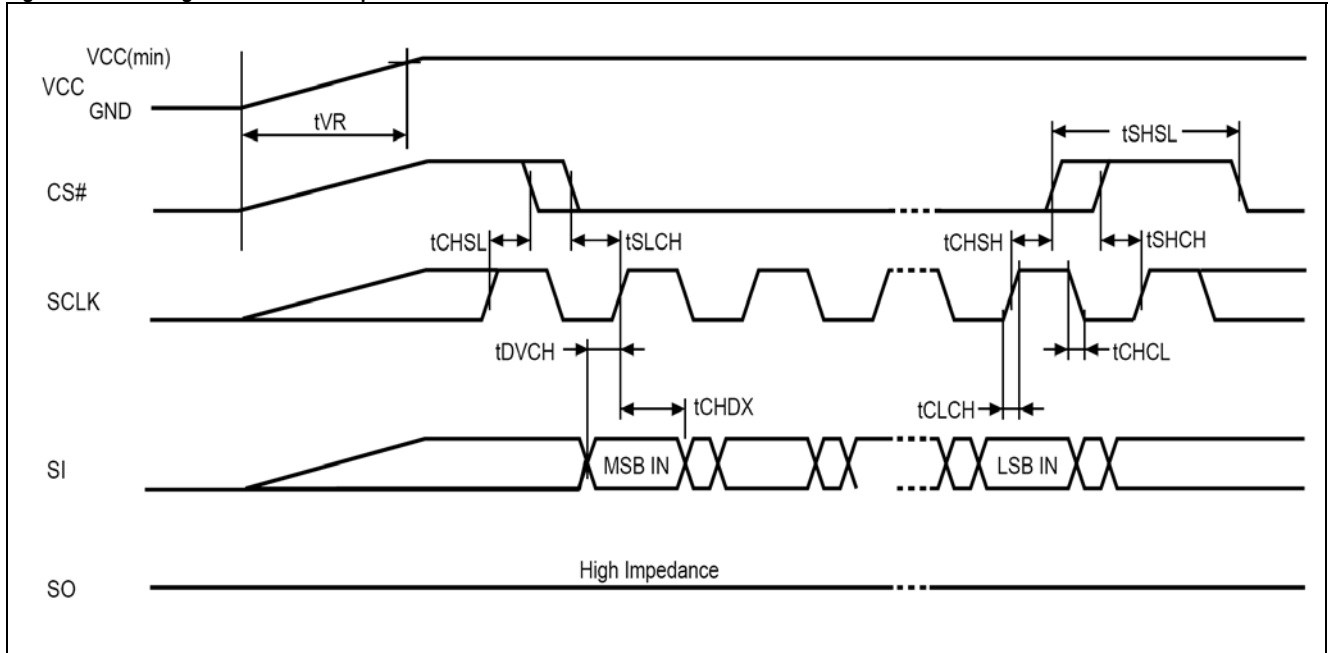 VCC(min)
VCC
GND
tVR
tSHSL
CS#
tCHSL
tSLCH
tCHSH
tSHCH
SCLK
tDVCH
tCHCL
tCHDX
tCLCH
SI
MSB IN
LSB IN
High Impedance
SO